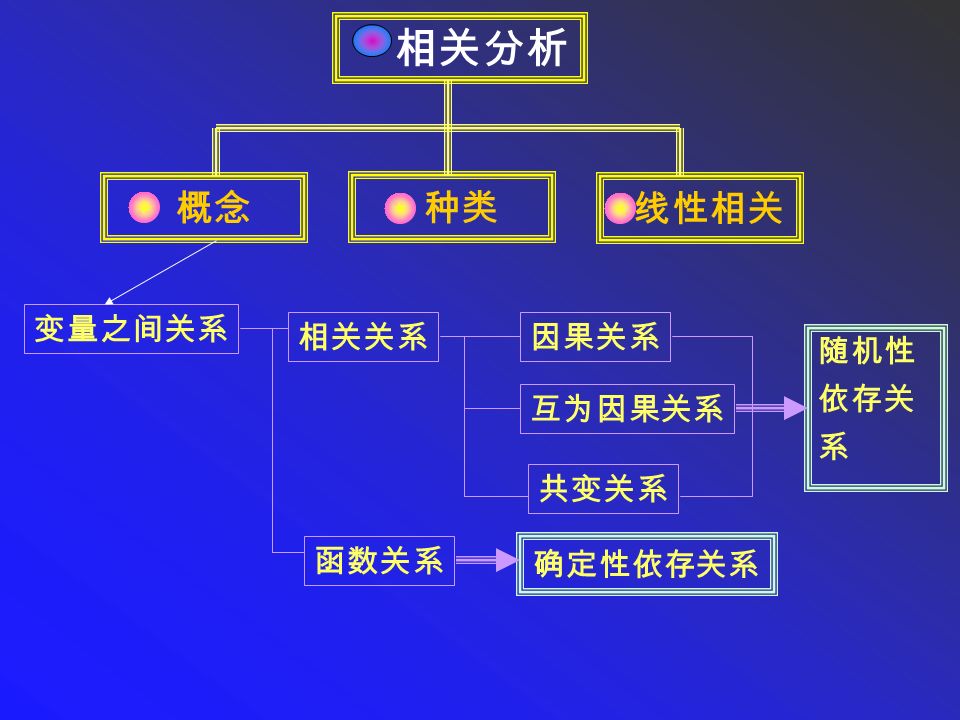 相关分析
概念
种类
线性相关
变量之间关系
相关关系
因果关系
互为因果关系
共变关系
随机性
依存关
系
函数关系
确定性依存关系